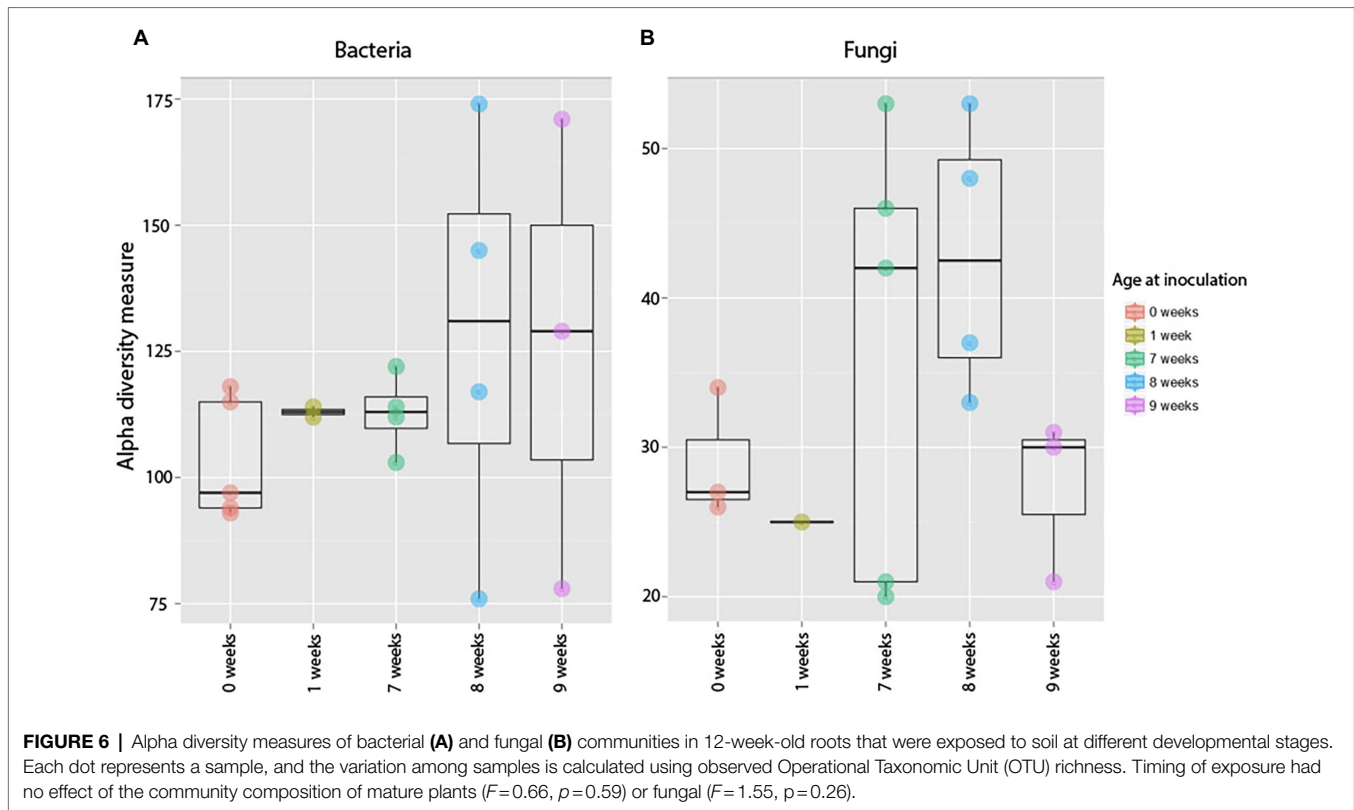 A
Bacteria
B
Fungi
Alpha diversity measure
175
150
125
100
75
0 weeks
1 weeks
7 weeks
8 weeks
9 weeks
50
40
30
20
0 weeks
1 weeks
7 weeks
8 weeks
9 weeks
Age at inoculation
0 weeks
1 week
7 weeks
8 weeks
9 weeks
FIGURE 6 | Alpha diversity measures of bacterial (A) and fungal (B) communities in 12-week-old roots that were exposed to soil at different developmental stages.
Each dot represents a sample, and the variation among samples is calculated using observed Operational Taxonomic Unit (OTU) richness. Timing of exposure had
no effect of the community composition of mature plants (F=0.66, p=0.59) or fungal (F=1.55, p=0.26).